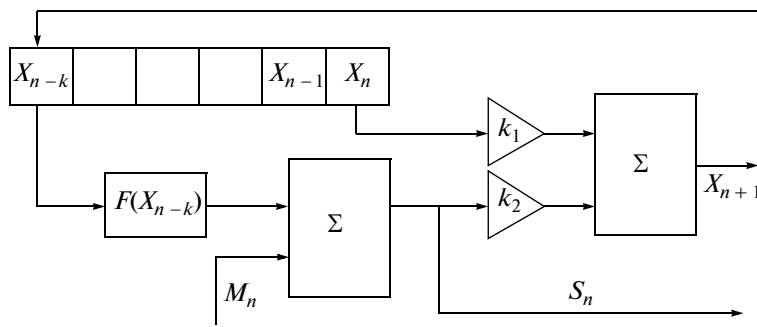 X_{n-k} X_{n-1} X_n
k_1
Σ
X_{n+1}
k_2
F(X_{n-k})
Σ
M_n
S_n